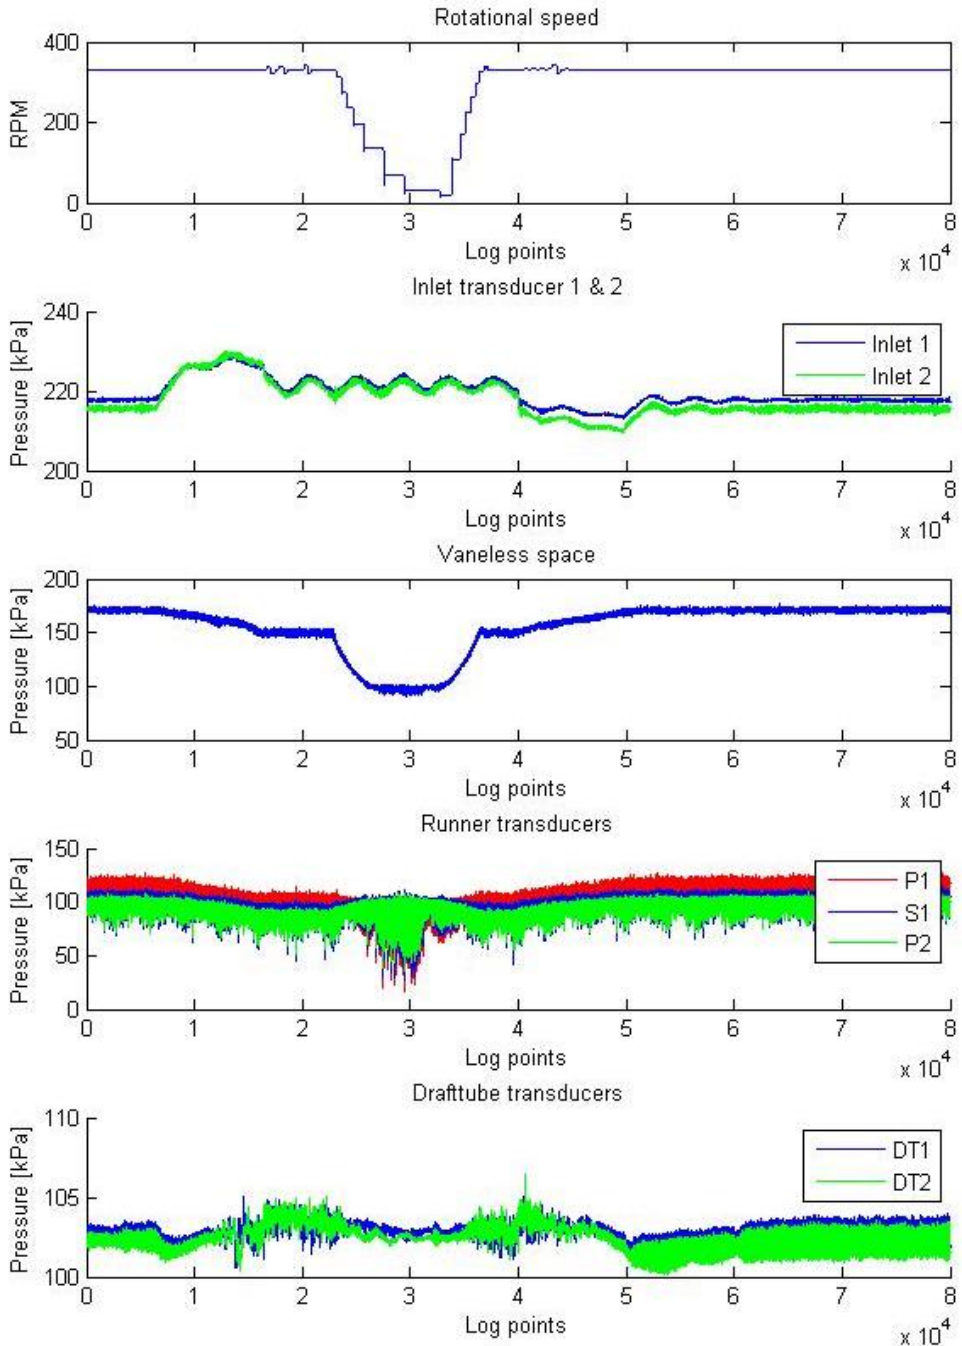 Rotational speed
400
200
0
RPM
0 1 2 3 4 5 6 7 8
Log points
x 10^4
Inlet transducer 1 & 2
240
220
200
Pressure [kPa]
Inlet 1
Inlet 2
0 1 2 3 4 5 6 7 8
Log points
x 10^4
Vaneless space
200
150
100
50
Pressure [kPa]
0 1 2 3 4 5 6 7 8
Log points
x 10^4
Runner transducers
150
100
50
0
Pressure [kPa]
P1
S1
P2
0 1 2 3 4 5 6 7 8
Log points
x 10^4
Drafttube transducers
110
105
100
Pressure [kPa]
DT1
DT2
0 1 2 3 4 5 6 7 8
Log points
x 10^4